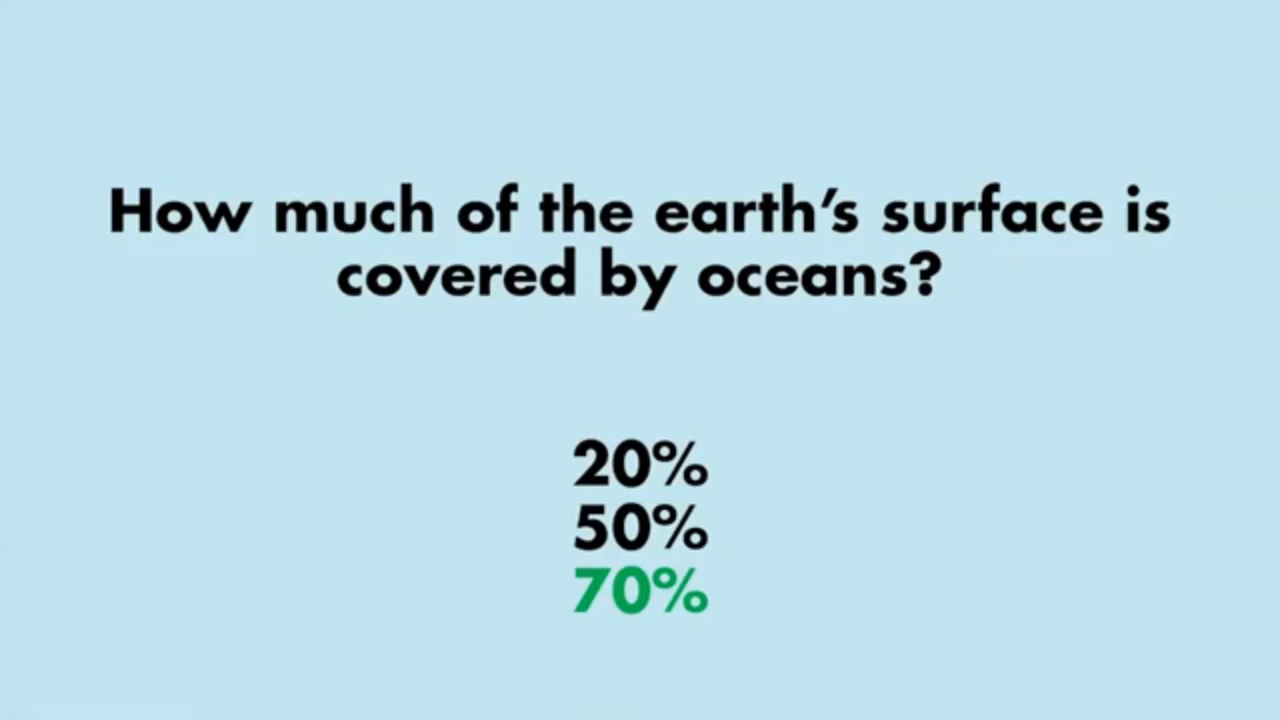 How much of the earth’s surface is
covered by oceans?
20%
50%
70%